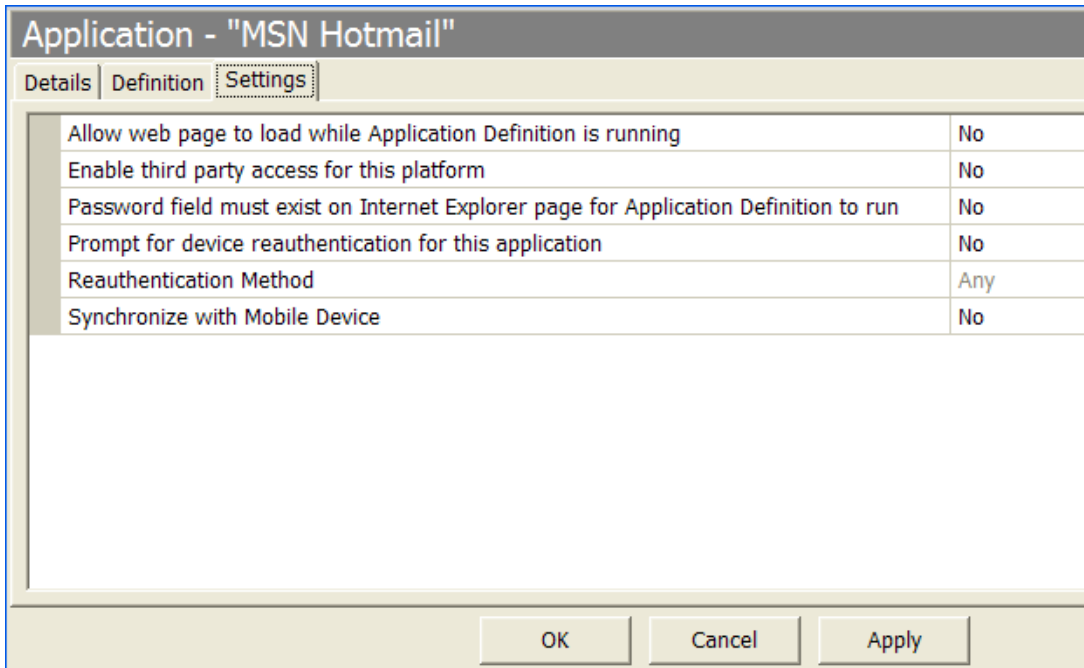 Application - "MSN Hotmail"
Details Definition Settings
Allow web page to load while Application Definition is running No
Enable third party access for this platform No
Password field must exist on Internet Explorer page for Application Definition to run No
Prompt for device reauthentication for this application No
Reauthentication Method Any
Synchronize with Mobile Device No
OK Cancel Apply